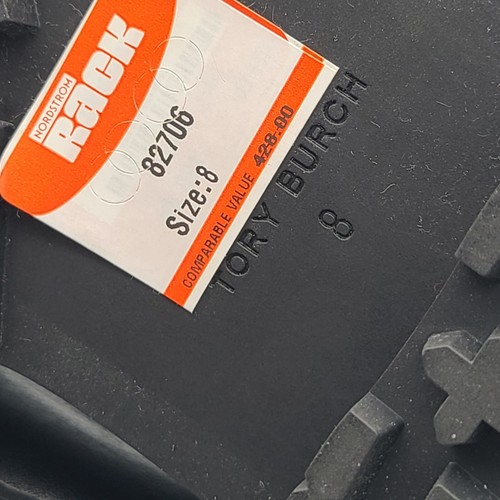 NORDSTROM
Rack
82706
Size:8
COMPARABLE VALUE 428.00
TORY BURCH
8